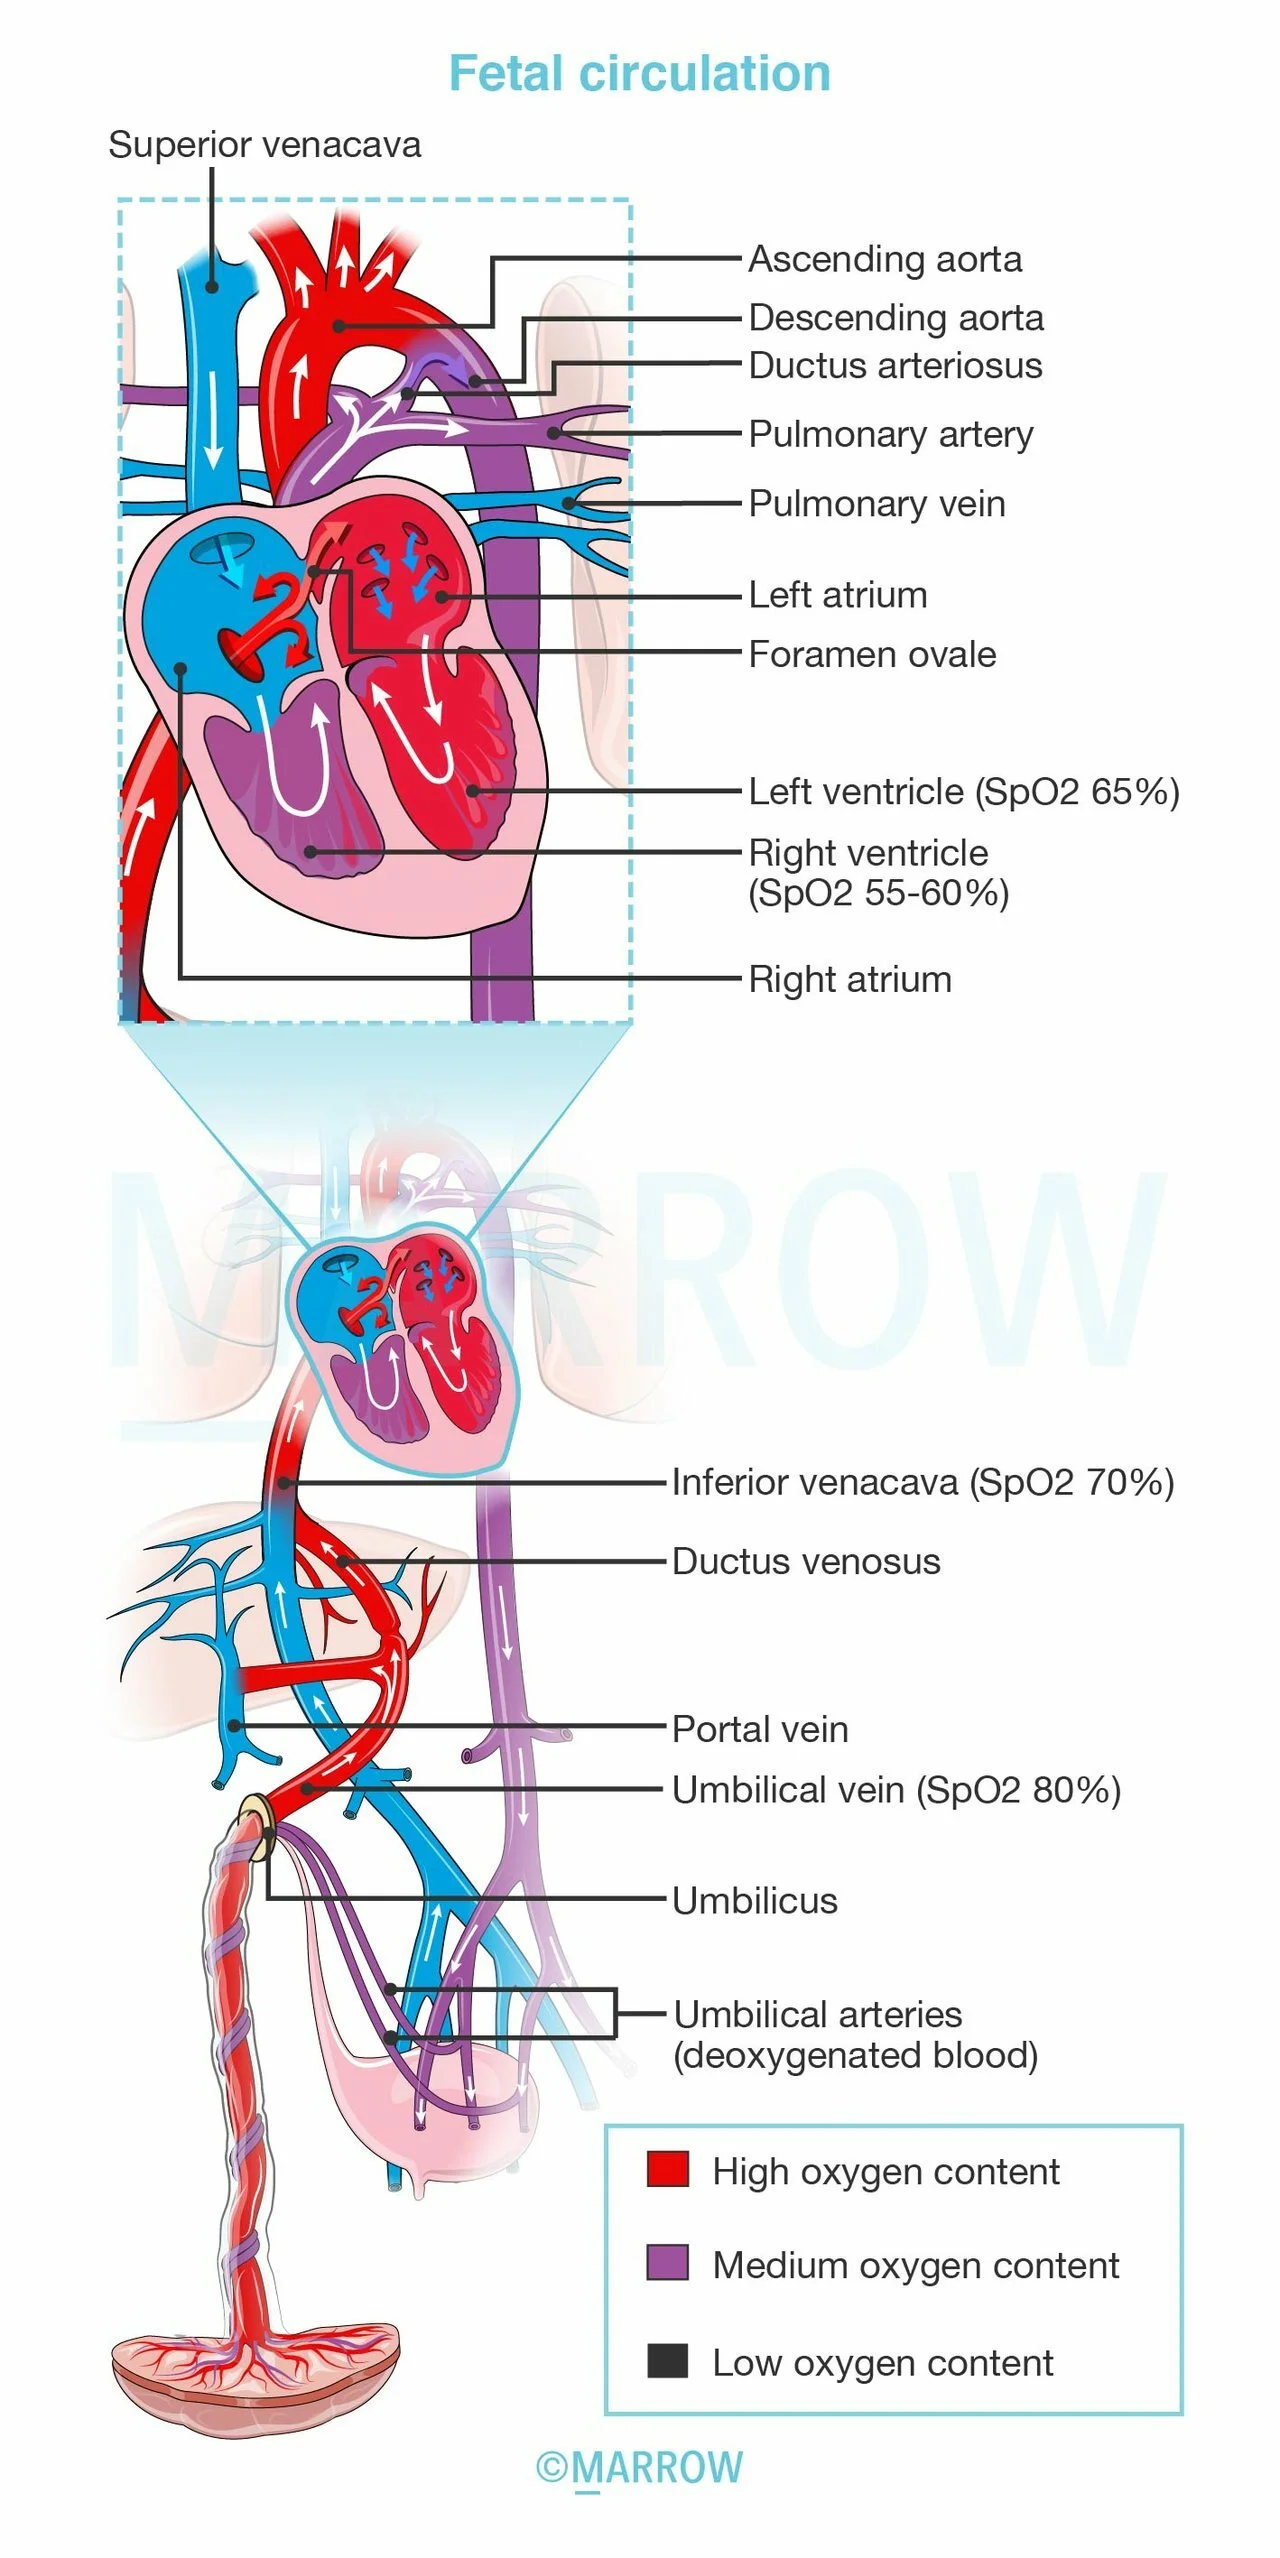 Fetal circulation
Superior venacava
Ascending aorta
Descending aorta
Ductus arteriosus
Pulmonary artery
Pulmonary vein
Left atrium
Foramen ovale
Left ventricle (SpO2 65%)
Right ventricle
(SpO2 55-60%)
Right atrium
MARROW
Inferior venacava (SpO2 70%)
Ductus venosus
Portal vein
Umbilical vein (SpO2 80%)
Umbilicus
Umbilical arteries
(deoxygenated blood)
High oxygen content
Medium oxygen content
Low oxygen content
©MARROW